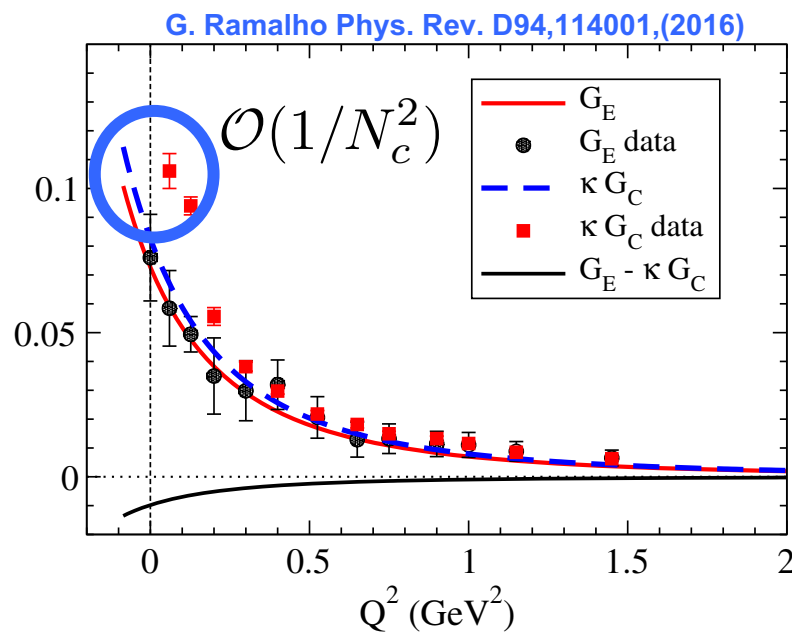 G. Ramalho Phys. Rev. D94,114001,(2016)
𝒪(1/N_c^2)
G_E
G_E data
κ G_C
κ G_C data
G_E - κ G_C
0.1
0.05
0
0 0.5 1 1.5 2
Q^2 (GeV^2)